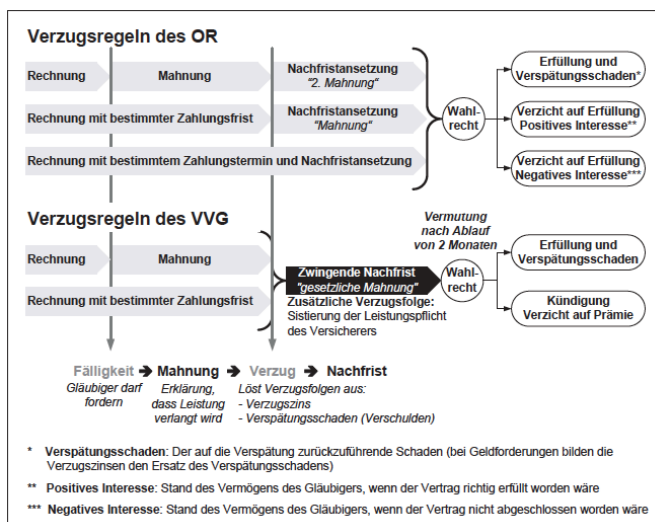 Verzugsregeln des OR
Rechnung
Mahnung
Nachfristansetzung
"2. Mahnung"
Rechnung mit bestimmter Zahlungsfrist
Nachfristansetzung
"Mahnung"
Rechnung mit bestimmtem Zahlungstermin und Nachfristansetzung
Wahl-
recht
Erfüllung und
Verspätungsschaden*
Verzicht auf Erfüllung
Positives Interesse**
Verzicht auf Erfüllung
Negatives Interesse***
Verzugsregeln des VVG
Rechnung
Mahnung
Rechnung mit bestimmter Zahlungsfrist
Zwingende Nachfrist
"gesetzliche Mahnung"
Zusätzliche Verzugsfolge:
Sistierung der Leistungspflicht
des Versicherers
Vermutung
nach Ablauf
von 2 Monaten
Wahl-
recht
Erfüllung und
Verspätungsschaden
Kündigung
Verzicht auf Prämie
Fälligkeit
Gläubiger darf
fordern
Mahnung
Erklärung,
dass Leistung
verlangt wird
Verzug
Nachfrist
Löst Verzugsfolgen aus:
- Verzugszins
- Verspätungsschaden (Verschulden)
* Verspätungsschaden: Der auf die Verspätung zurückzuführende Schaden (bei Geldforderungen bilden die
Verzugszinsen den Ersatz des Verspätungsschadens)
** Positives Interesse: Stand des Vermögens des Gläubigers, wenn der Vertrag richtig erfüllt worden wäre
*** Negatives Interesse: Stand des Vermögens des Gläubigers, wenn der Vertrag nicht abgeschlossen worden wäre